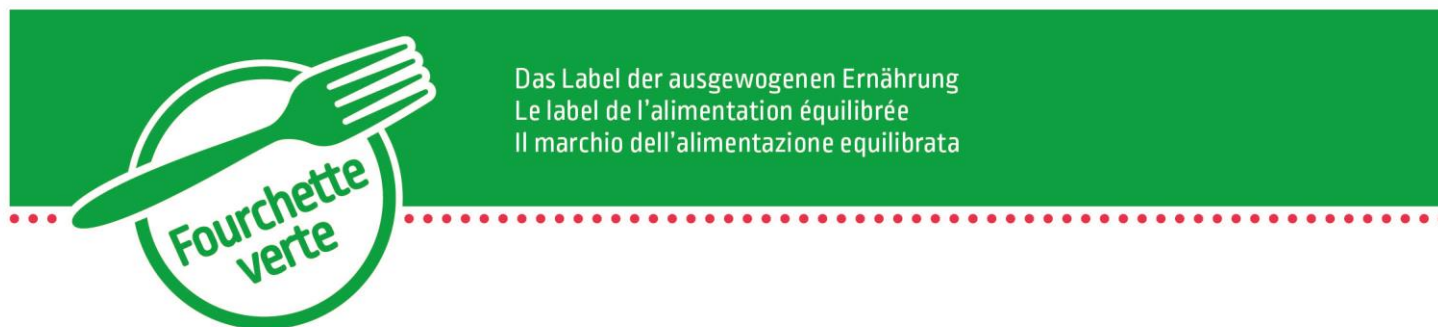 Das Label der ausgewogenen Ernährung
Le label de l'alimentation équilibrée
Il marchio dell'alimentazione equilibrata
Fourchette
verte